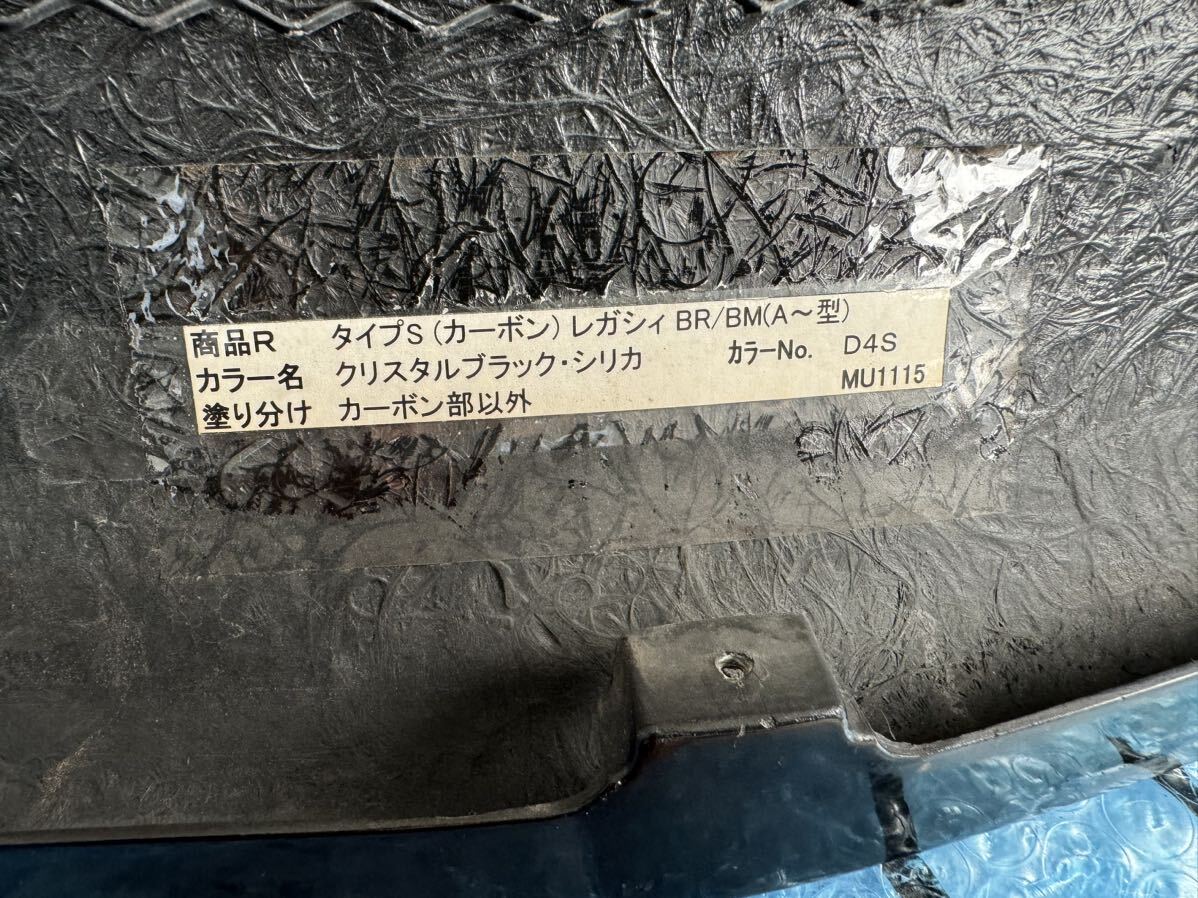 商品R タイプS (カーボン) レガシィ BR/BM(A～型)
カラー名 クリスタルブラック・シリカ カラーNo. D4S
塗り分け カーボン部以外 MU1115